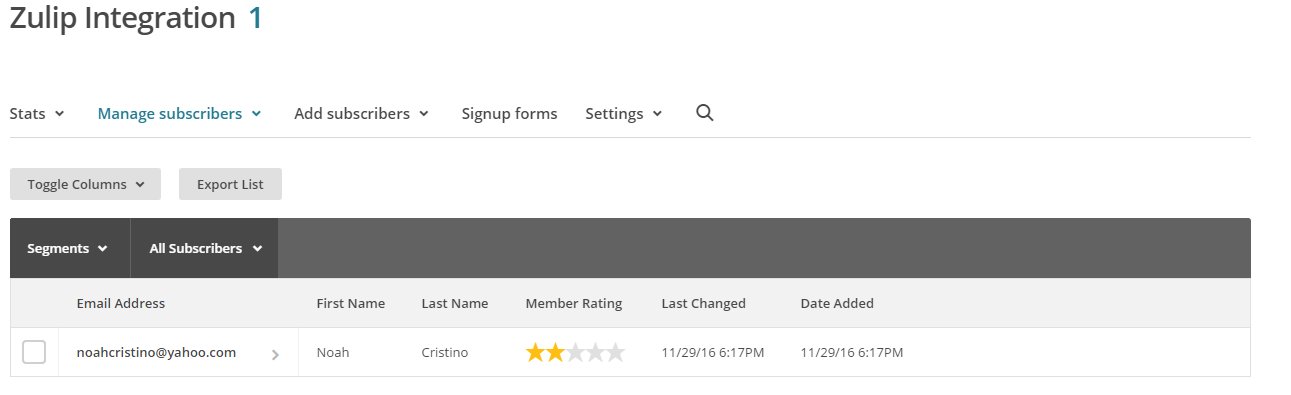 Zulip Integration 1
Stats Manage subscribers Add subscribers Signup forms Settings
Toggle Columns Export List
Segments All Subscribers
Email Address First Name Last Name Member Rating Last Changed Date Added
noahcristino@yahoo.com Noah Cristino 11/29/16 6:17PM 11/29/16 6:17PM